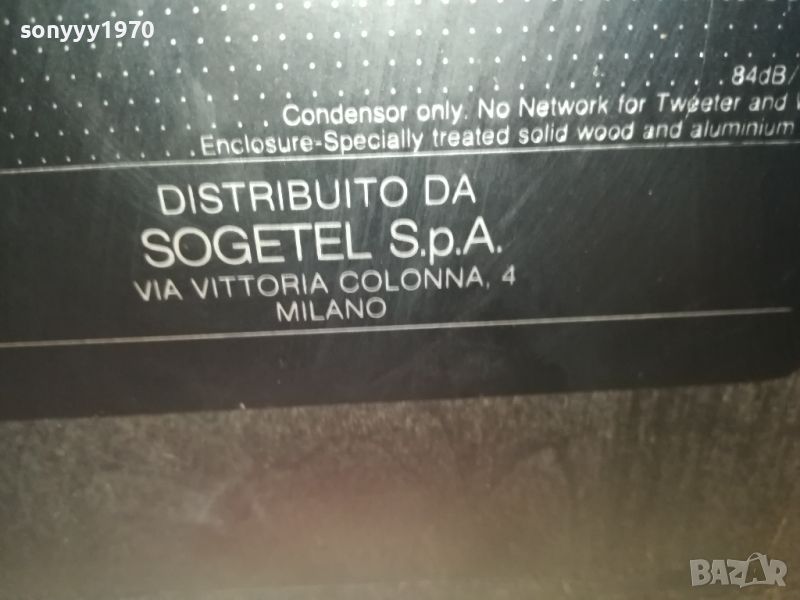 sonyyy1970
84dB/
Condensor only. No Network for Tweeter and
Enclosure-Specially treated solid wood and aluminium
DISTRIBUITO DA
SOGETEL S.p.A.
VIA VITTORIA COLONNA, 4
MILANO
BAZAR